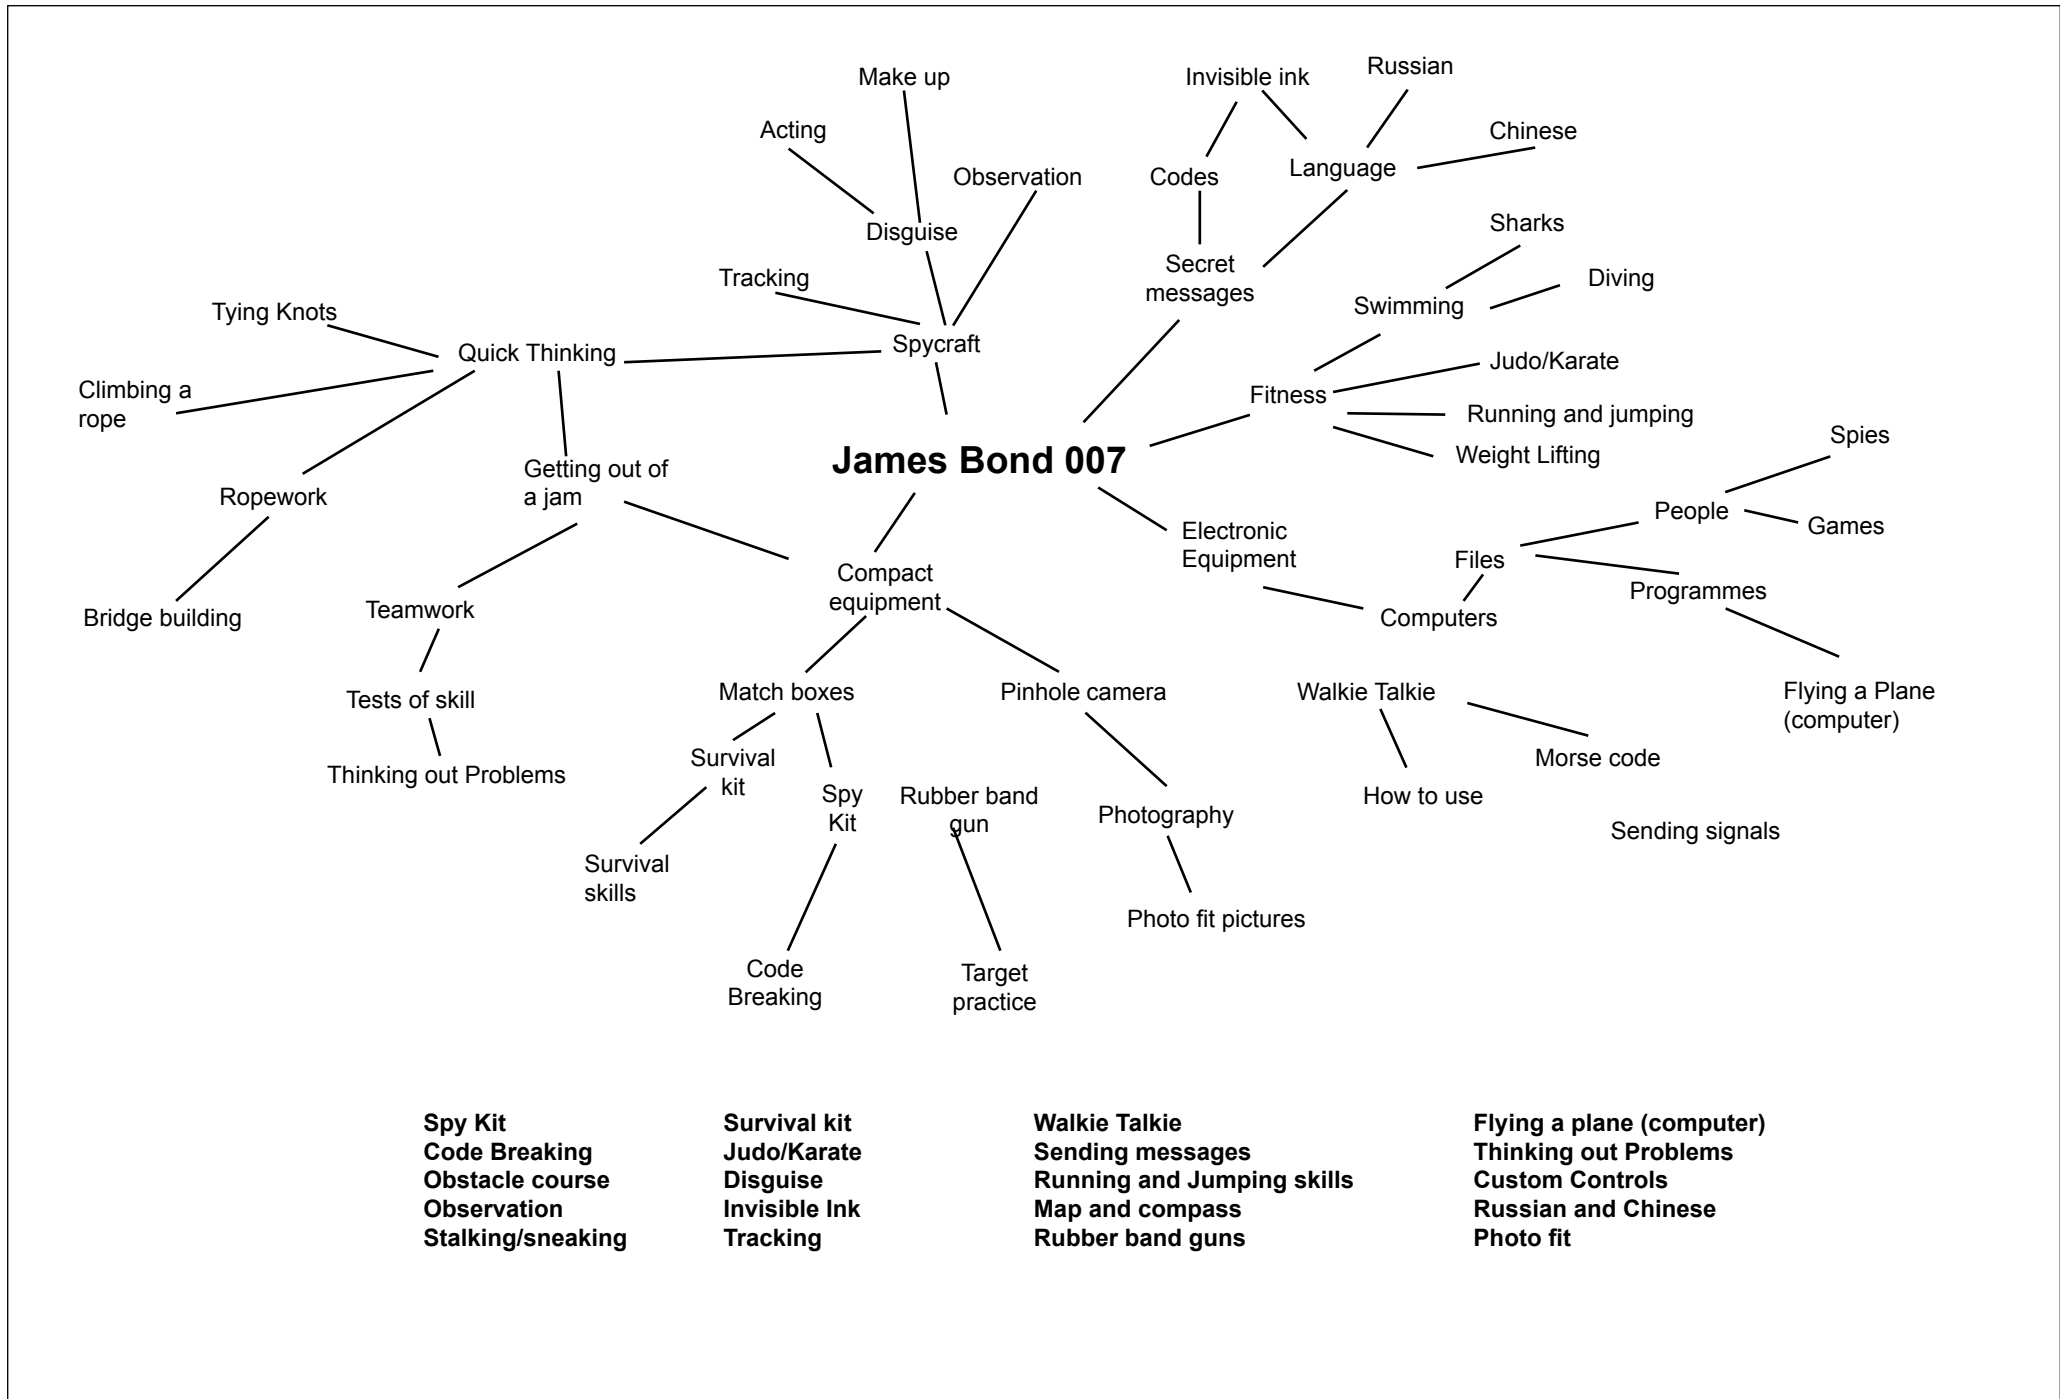 Make up
Invisible ink
Russian
Acting
Chinese
Observation
Codes
Language
Disguise
Sharks
Tracking
Secret
messages
Diving
Swimming
Tying Knots
Quick Thinking
Spycraft
Judo/Karate
Climbing a
rope
Fitness
Running and jumping
James Bond 007
Weight Lifting
Spies
Getting out of
a jam
Ropework
People
Games
Electronic
Equipment
Files
Compact
equipment
Programmes
Bridge building
Teamwork
Computers
Tests of skill
Match boxes
Pinhole camera
Walkie Talkie
Flying a Plane
(computer)
Thinking out Problems
Survival
kit
Morse code
Spy
Kit
Rubber band
gun
Photography
How to use
Sending signals
Survival
skills
Photo fit pictures
Code
Breaking
Target
practice
Spy Kit
Code Breaking
Obstacle course
Observation
Stalking/sneaking
Survival kit
Judo/Karate
Disguise
Invisible Ink
Tracking
Walkie Talkie
Sending messages
Running and Jumping skills
Map and compass
Rubber band guns
Flying a plane (computer)
Thinking out Problems
Custom Controls
Russian and Chinese
Photo fit